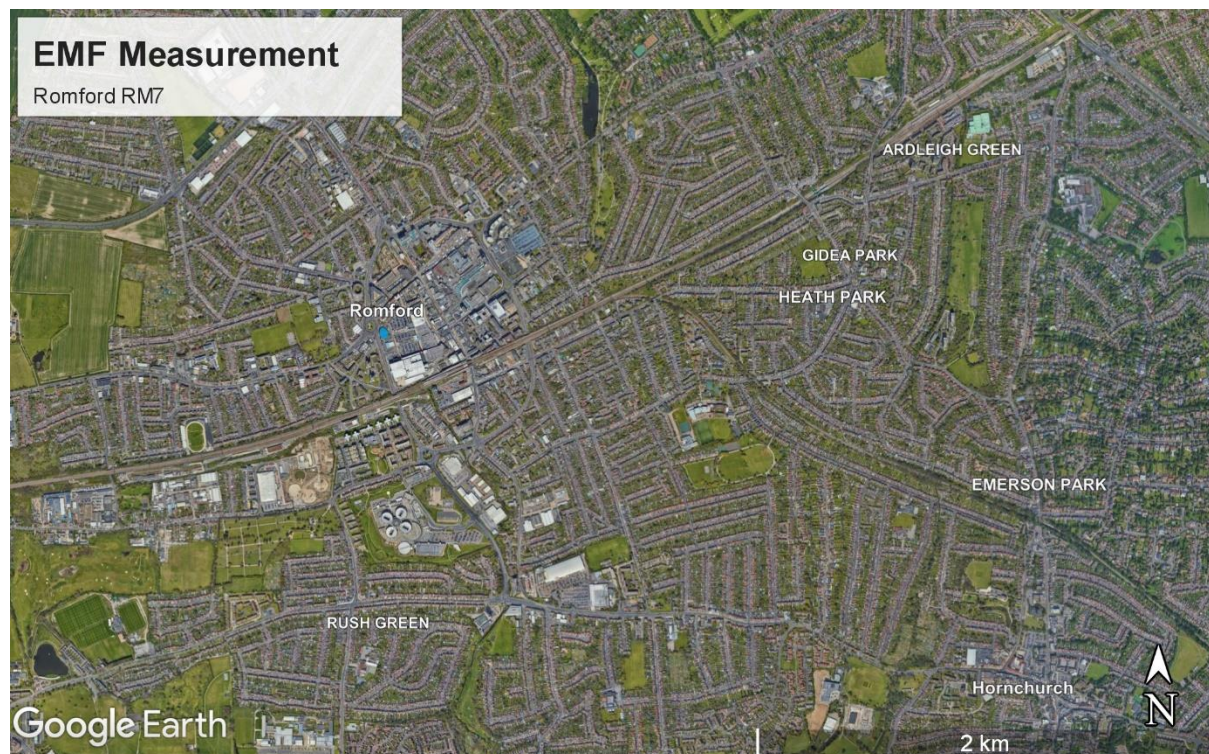 EMF Measurement
Romford RM7
ARDLEIGH GREEN
GIDEA PARK
HEATH PARK
Romford
EMERSON PARK
RUSH GREEN
Hornchurch
N
Google Earth
2 km